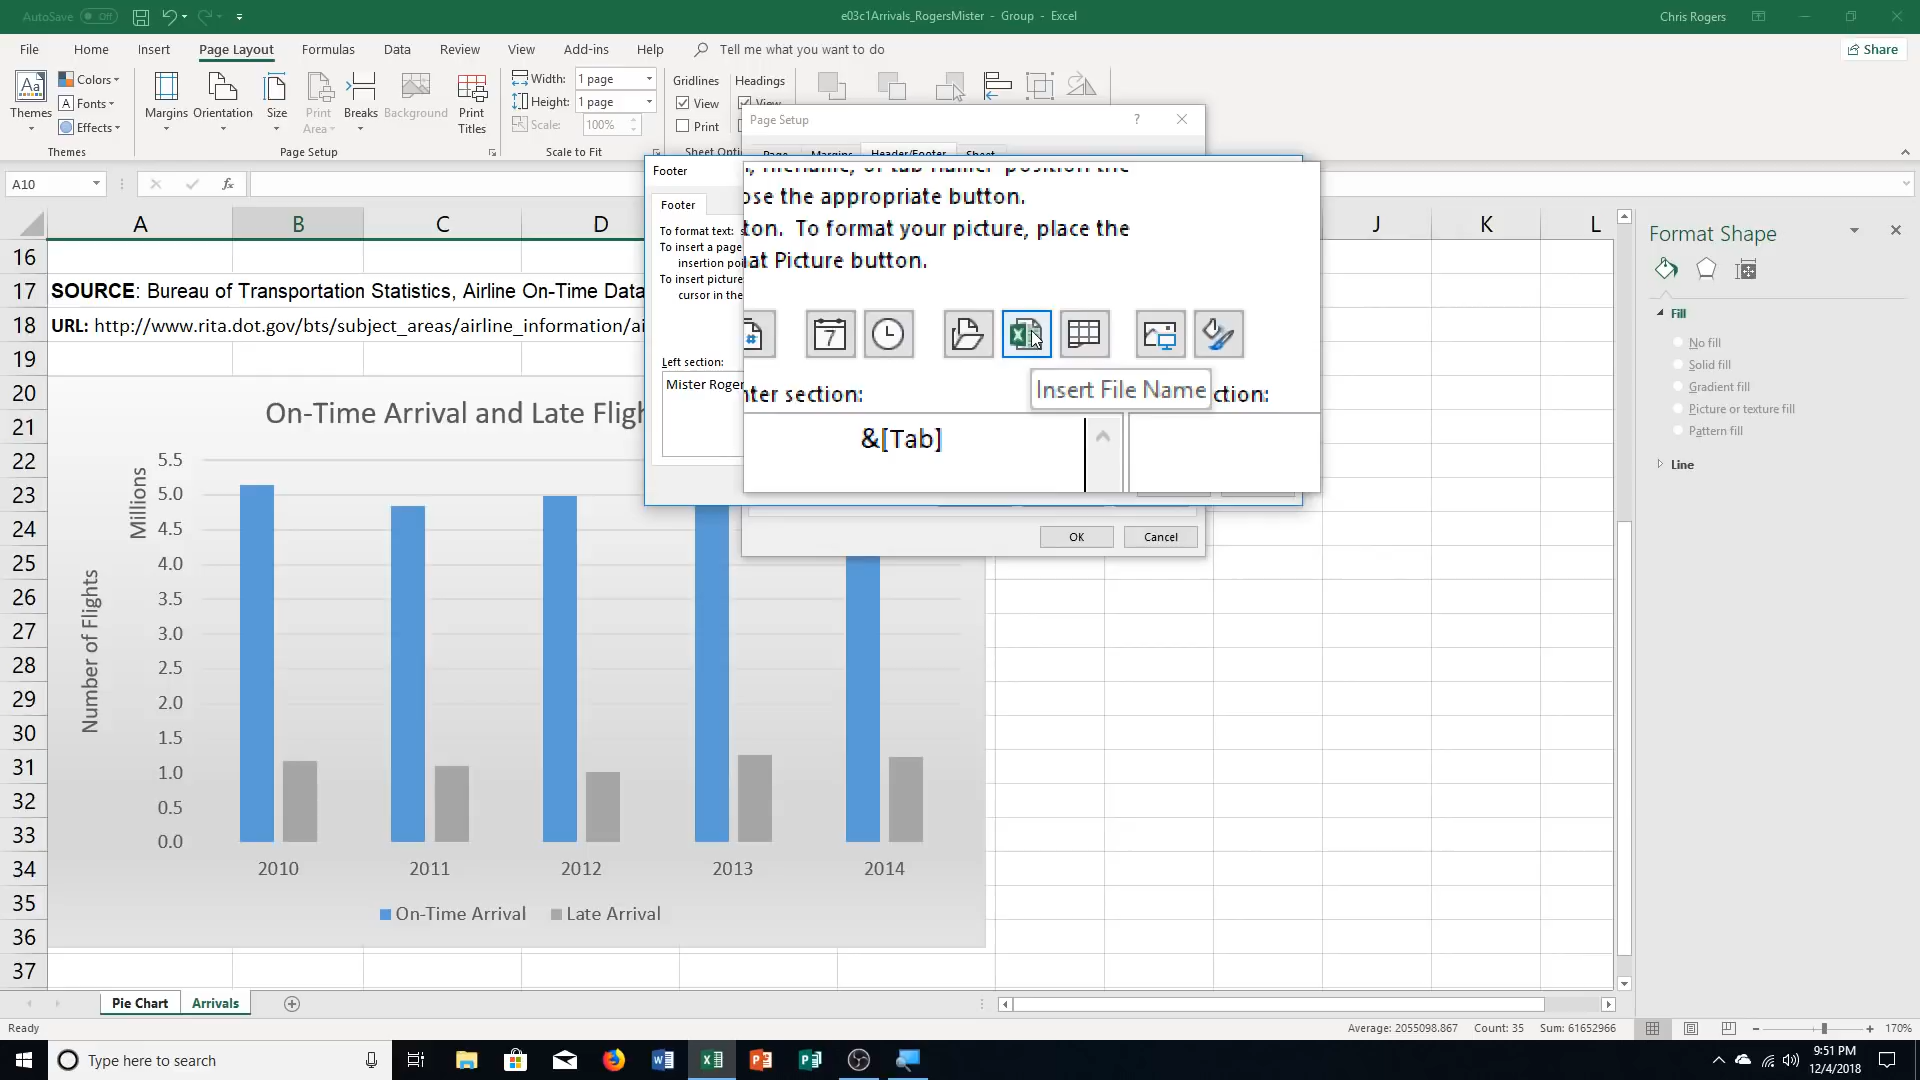 AutoSave Off
e03c1Arrivals_RogersMister - Group - Excel
Chris Rogers
File Home Insert Page Layout Formulas Data Review View Add-ins Help Tell me what you want to do
Share
Themes
Colors
Fonts
Effects
Themes
Margins
Orientation
Size
Print Area
Breaks
Background
Print Titles
Page Setup
Width: 1 page
Height: 1 page
Scale: 100%
Scale to Fit
Gridlines
View
Print
Headings
View
Sheet Opti
Page Setup
?
Page Margins Header/Footer Sheet
A10
fx
Footer
Footer
To format text: s
To insert a page
insertion poi
To insert picture
cursor in the
Left section:
Mister Roger
ose the appropriate button.
ton. To format your picture, place the
at Picture button.
7
Insert File Name
nter section:
ction:
&[Tab]
OK
Cancel
A B C D J K L
16
17 SOURCE: Bureau of Transportation Statistics, Airline On-Time Data
18 URL: http://www.rita.dot.gov/bts/subject_areas/airline_information/ai
19
20
21
22
23
24
25
26
27
28
29
30
31
32
33
34
35
36
37
On-Time Arrival and Late Fligh
Number of Flights
Millions
5.5
5.0
4.5
4.0
3.5
3.0
2.5
2.0
1.5
1.0
0.5
0.0
2010 2011 2012 2013 2014
On-Time Arrival Late Arrival
Format Shape
Fill
No fill
Solid fill
Gradient fill
Picture or texture fill
Pattern fill
Line
Pie Chart Arrivals
Ready
Average: 2055098.867 Count: 35 Sum: 61652966
170%
Type here to search
9:51 PM
12/4/2018